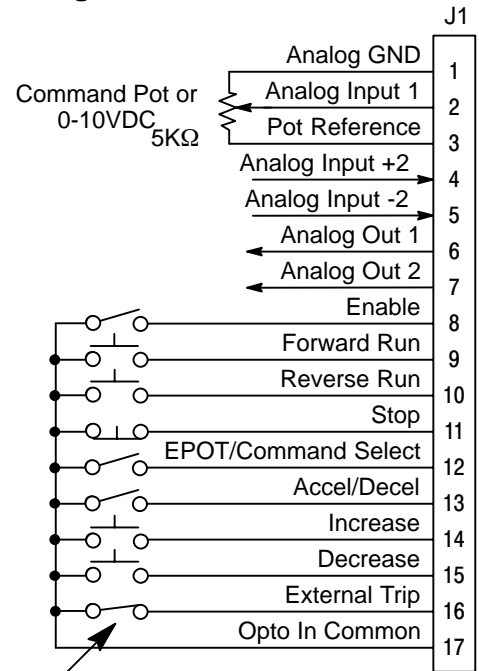 J1
Analog GND 1
Command Pot or
0-10VDC
5KΩ
Analog Input 1 2
Pot Reference 3
Analog Input +2 4
Analog Input -2 5
Analog Out 1 6
Analog Out 2 7
Enable 8
Forward Run 9
Reverse Run 10
Stop 11
EPOT/Command Select 12
Accel/Decel 13
Increase 14
Decrease 15
External Trip 16
Opto In Common 17